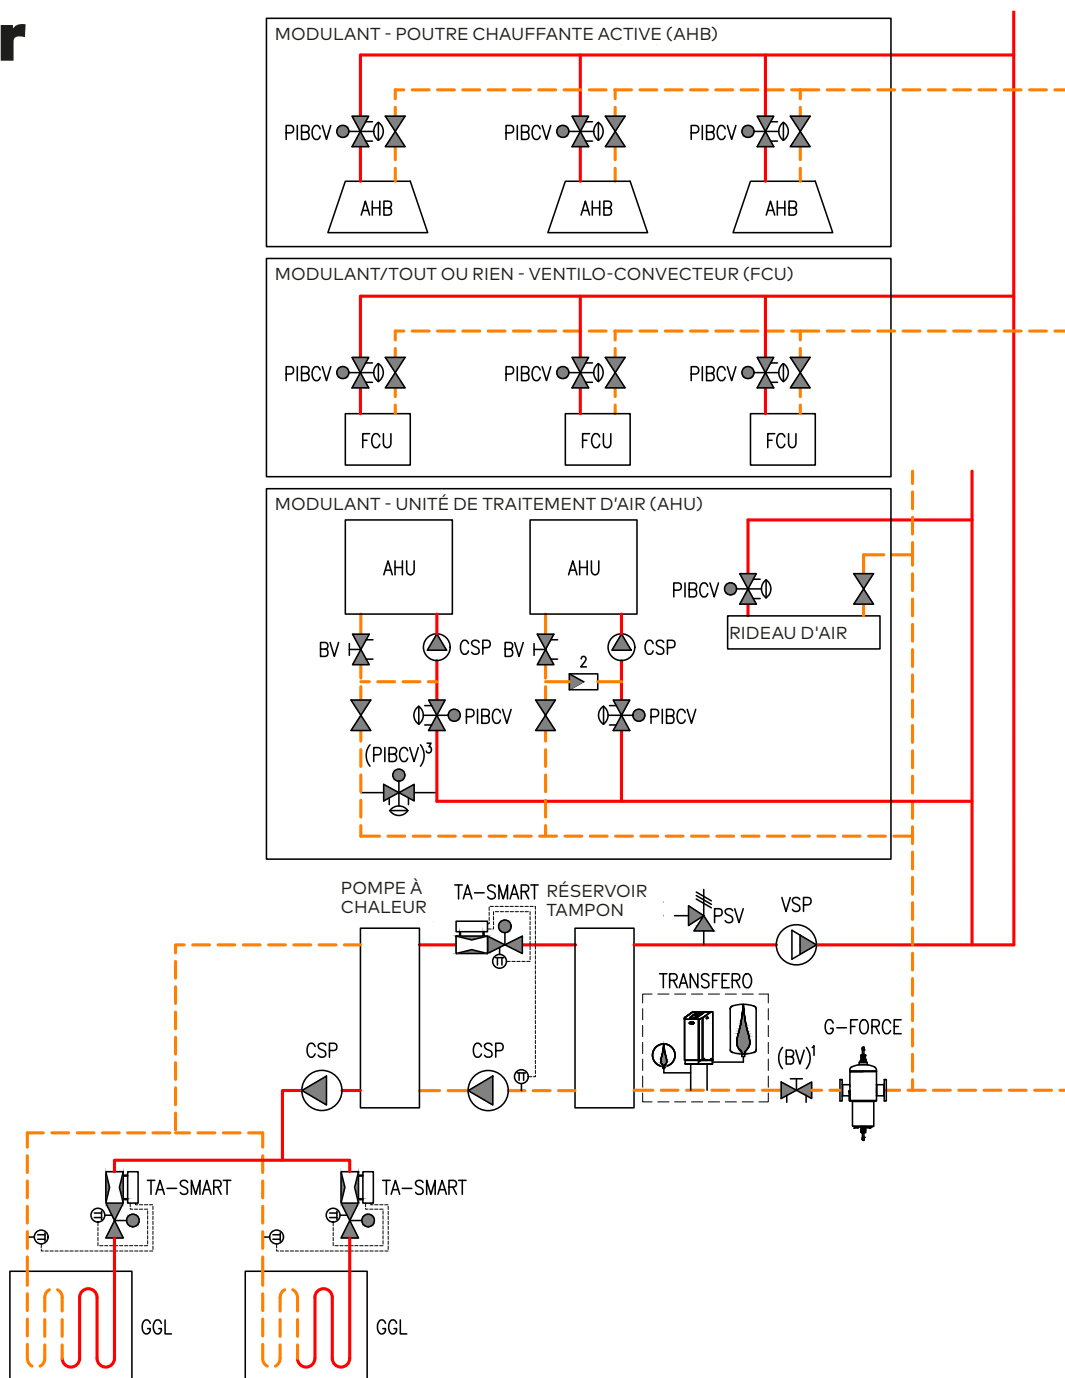 r
MODULANT - POUTRE CHAUFFANTE ACTIVE (AHB)
PIBCV PIBCV PIBCV
AHB AHB AHB
MODULANT/TOUT OU RIEN - VENTILO-CONVECTEUR (FCU)
PIBCV PIBCV PIBCV
FCU FCU FCU
MODULANT - UNITÉ DE TRAITEMENT D'AIR (AHU)
AHU AHU
PIBCV
RIDEAU D'AIR
BV CSP BV CSP
2
PIBCV PIBCV
(PIBCV)³
POMPE À
CHALEUR
TA-SMART
RÉSERVOIR
TAMPON
PSV
VSP
TRANSFERO
G-FORCE
(BV)¹
CSP CSP
TA-SMART TA-SMART
GGL GGL